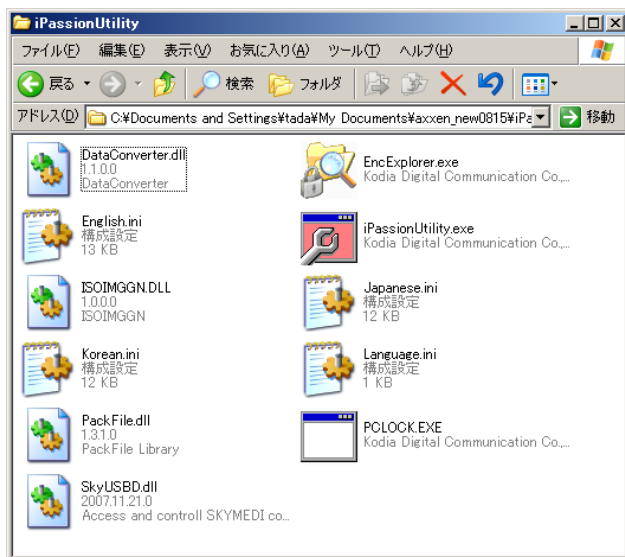 iPassionUtility
ファイル(F) 編集(E) 表示(V) お気に入り(A) ツール(T) ヘルプ(H)
戻る 検索 フォルダ
アドレス(D) C:¥Documents and Settings¥tada¥My Documents¥axxen_new0815¥iPa 移動
DataConverter.dll
1.1.0.0
DataConverter
EncExplorer.exe
Kodia Digital Communication Co.,...
English.ini
構成設定
13 KB
iPassionUtility.exe
Kodia Digital Communication Co.,...
ISOIMGGN.DLL
1.0.0.0
ISOIMGGN
Japanese.ini
構成設定
12 KB
Korean.ini
構成設定
12 KB
Language.ini
構成設定
1 KB
PackFile.dll
1.3.1.0
PackFile Library
PCLOCK.EXE
Kodia Digital Communication Co.,...
SkyUSBD.dll
2007.11.21.0
Access and controll SKYMEDI co...